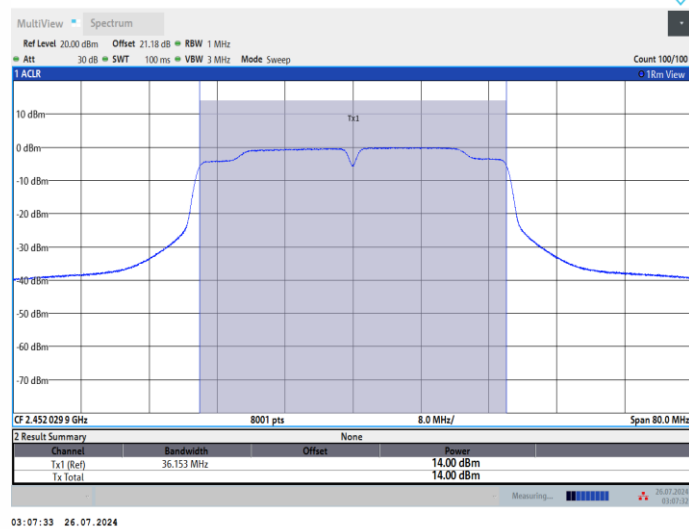 MultiView Spectrum
Ref Level 20.00 dBm Offset 21.18 dB RBW 1 MHz
Att 30 dB SWT 100 ms VBW 3 MHz Mode Sweep Count 100/100
1 ACLR 1Rm View
Tx1
10 dBm
0 dBm
-10 dBm
-20 dBm
-30 dBm
-40 dBm
-50 dBm
-60 dBm
-70 dBm
CF 2.452 029 9 GHz 8001 pts 8.0 MHz/ Span 80.0 MHz
2 Result Summary None
Channel Bandwidth Offset Power
Tx1 (Ref) 36.153 MHz 14.00 dBm
Tx Total 14.00 dBm
Measuring... 26.07.2024
03:07:32
03:07:33 26.07.2024